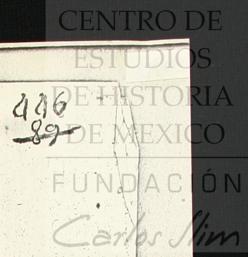 CENTRO DE
ESTUDIOS
DE HISTORIA
DE MEXICO
FUNDACIÓN
Carlos Slim
446
89